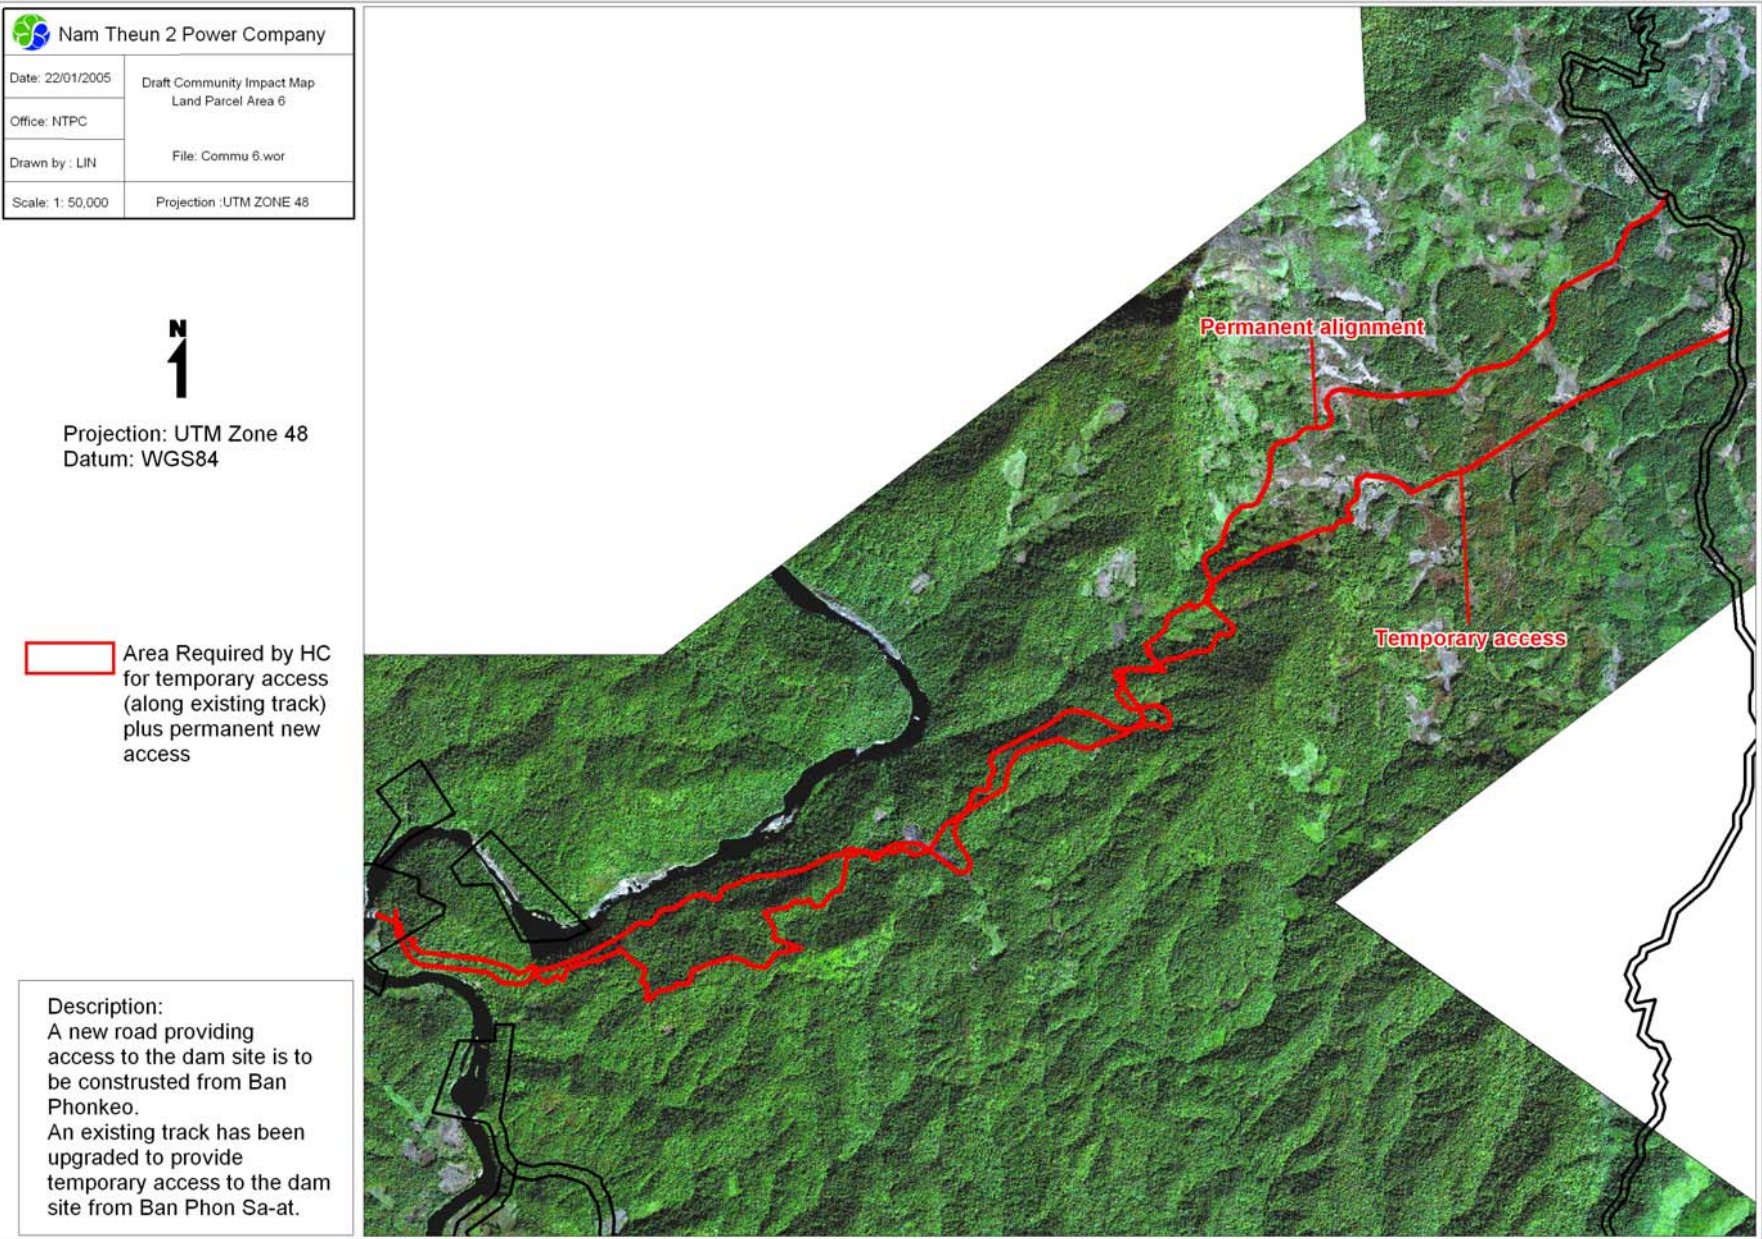 Nam Theun 2 Power Company
Date: 22/01/2005
Draft Community Impact Map
Land Parcel Area 6
Office: NTPC
File: Commu 6.wor
Drawn by : LIN
Scale: 1: 50,000
Projection :UTM ZONE 48
N
Projection: UTM Zone 48
Datum: WGS84
Area Required by HC
for temporary access
(along existing track)
plus permanent new
access
Description:
A new road providing
access to the dam site is to
be construsted from Ban
Phonkeo.
An existing track has been
upgraded to provide
temporary access to the dam
site from Ban Phon Sa-at.
Permanent alignment
Temporary access